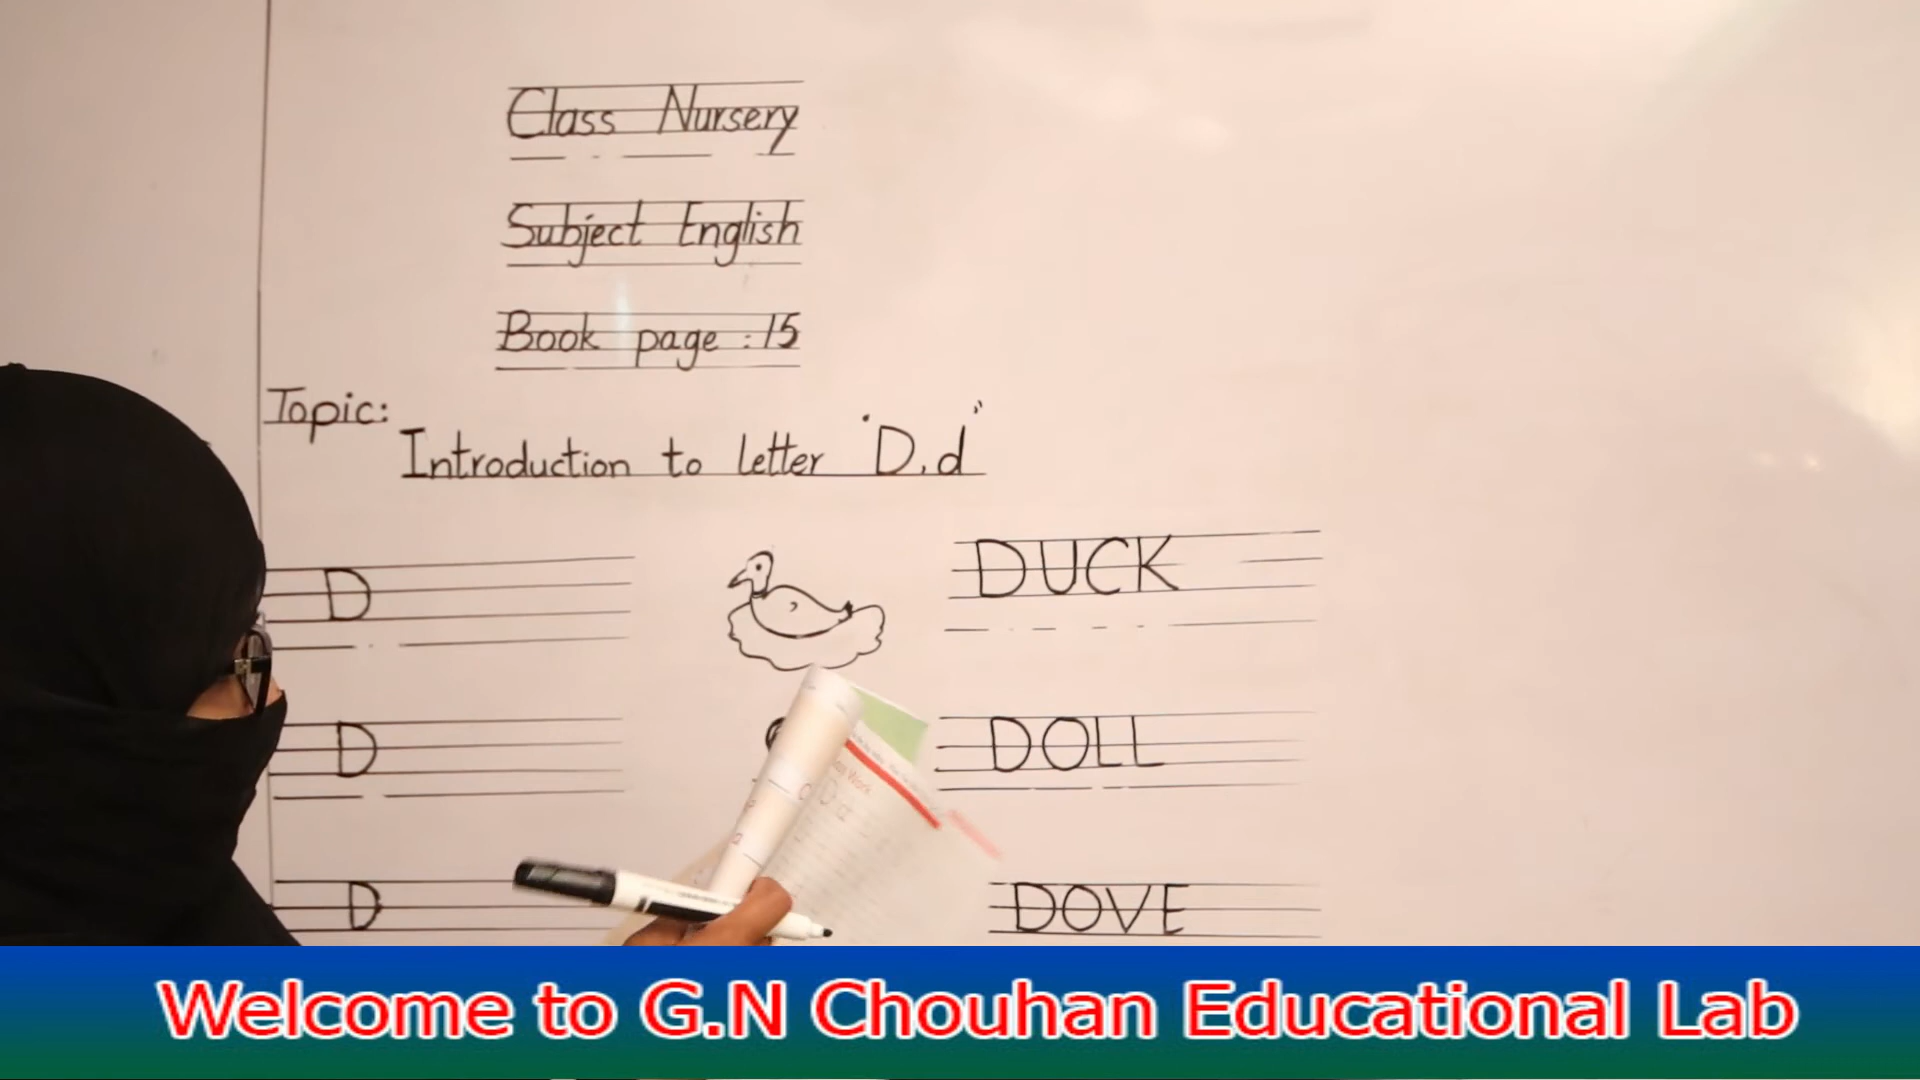 Class Nursery
Subject English
Book page : 15
Topic:
Introduction to letter "D,d"
D
DUCK
D
DOLL
D
DOVE
Work
D d
Welcome to G.N Chouhan Educational Lab